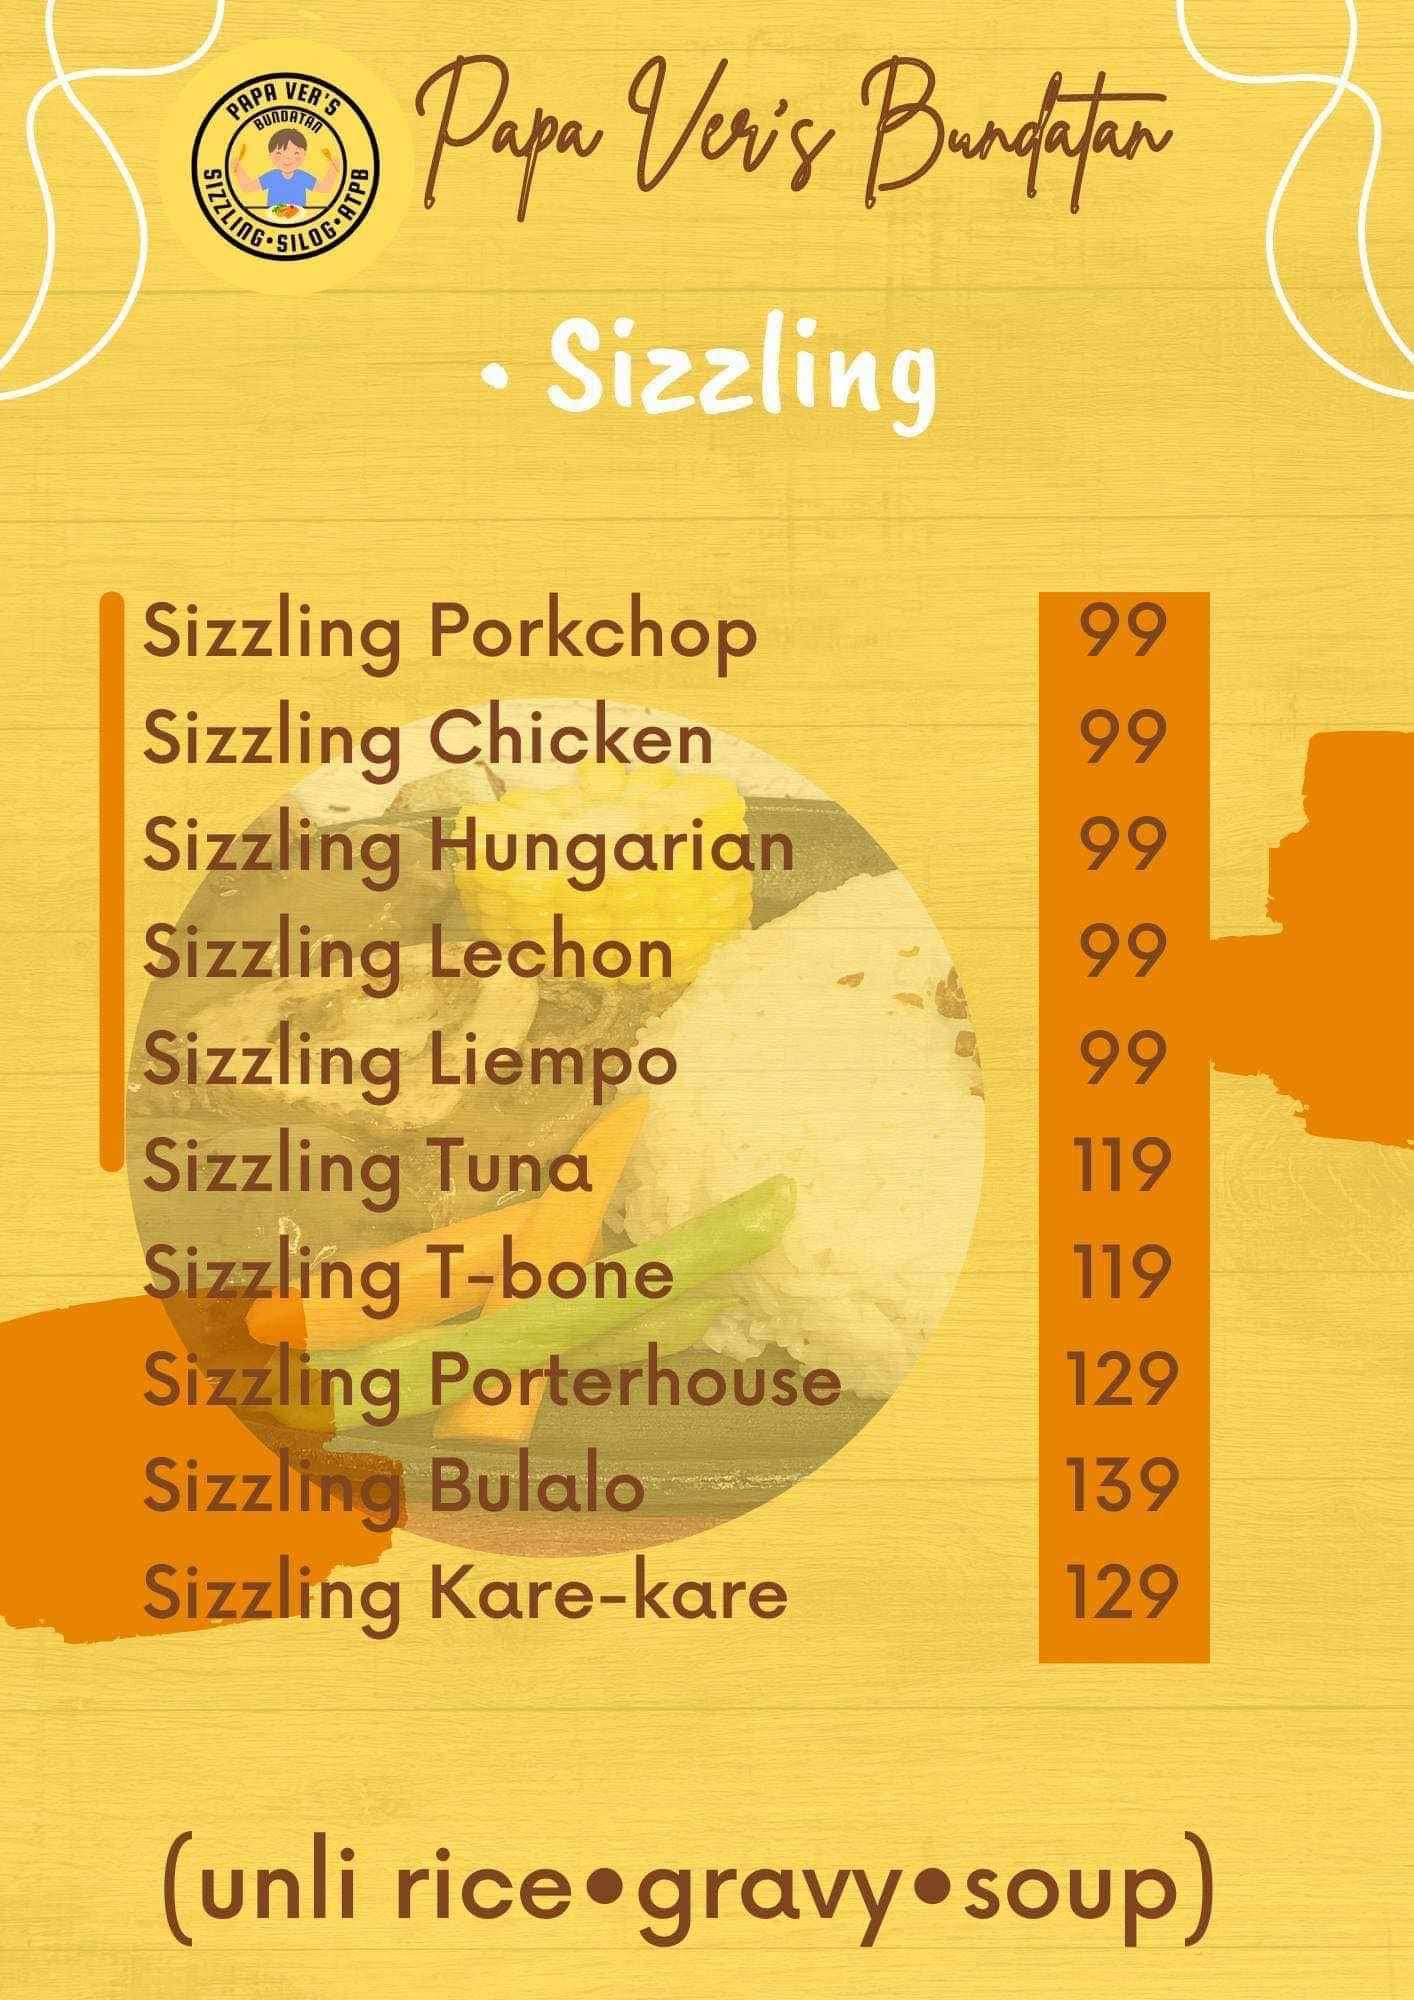 PAPA VER'S
BUNDATAN
SIZZLING•SILOG•ATPB
Papa Ver's Bundatan
• Sizzling
Sizzling Porkchop 99
Sizzling Chicken 99
Sizzling Hungarian 99
Sizzling Lechon 99
Sizzling Liempo 99
Sizzling Tuna 119
Sizzling T-bone 119
Sizzling Porterhouse 129
Sizzling Bulalo 139
Sizzling Kare-kare 129
(unli rice•gravy•soup)